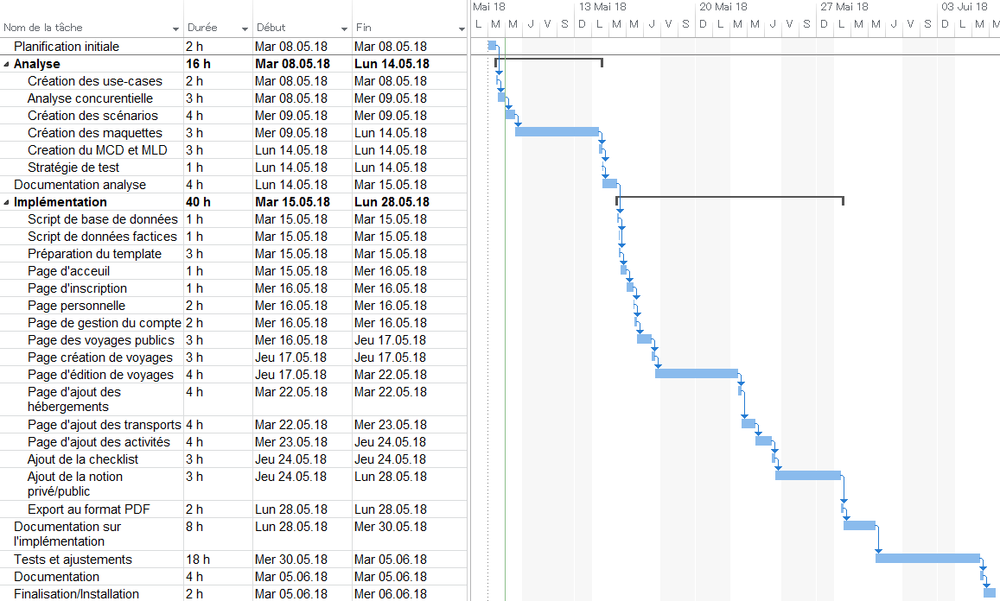 Mai 18 13 Mai 18 20 Mai 18 27 Mai 18 03 Jui 18
Nom de la tâche Durée Début Fin L M M J V S D L M M J V S D L M M J V S D L M M J V S D L M M
Planification initiale 2 h Mar 08.05.18 Mar 08.05.18
Analyse 16 h Mar 08.05.18 Lun 14.05.18
Création des use-cases 2 h Mar 08.05.18 Mar 08.05.18
Analyse concurentielle 3 h Mar 08.05.18 Mer 09.05.18
Création des scénarios 4 h Mer 09.05.18 Mer 09.05.18
Création des maquettes 3 h Mer 09.05.18 Lun 14.05.18
Creation du MCD et MLD 3 h Lun 14.05.18 Lun 14.05.18
Stratégie de test 1 h Lun 14.05.18 Lun 14.05.18
Documentation analyse 4 h Lun 14.05.18 Mar 15.05.18
Implémentation 40 h Mar 15.05.18 Lun 28.05.18
Script de base de données 1 h Mar 15.05.18 Mar 15.05.18
Script de données factices 1 h Mar 15.05.18 Mar 15.05.18
Préparation du template 3 h Mar 15.05.18 Mar 15.05.18
Page d'acceuil 1 h Mar 15.05.18 Mer 16.05.18
Page d'inscription 1 h Mer 16.05.18 Mer 16.05.18
Page personnelle 2 h Mer 16.05.18 Mer 16.05.18
Page de gestion du compte 2 h Mer 16.05.18 Mer 16.05.18
Page des voyages publics 3 h Mer 16.05.18 Jeu 17.05.18
Page création de voyages 3 h Jeu 17.05.18 Jeu 17.05.18
Page d'édition de voyages 4 h Jeu 17.05.18 Mar 22.05.18
Page d'ajout des 4 h Mar 22.05.18 Mar 22.05.18
hébergements
Page d'ajout des transports 4 h Mar 22.05.18 Mer 23.05.18
Page d'ajout des activités 4 h Mer 23.05.18 Jeu 24.05.18
Ajout de la checklist 3 h Jeu 24.05.18 Jeu 24.05.18
Ajout de la notion 3 h Jeu 24.05.18 Lun 28.05.18
privé/public
Export au format PDF 2 h Lun 28.05.18 Lun 28.05.18
Documentation sur 8 h Lun 28.05.18 Mer 30.05.18
l'implémentation
Tests et ajustements 18 h Mer 30.05.18 Mar 05.06.18
Documentation 4 h Mar 05.06.18 Mar 05.06.18
Finalisation/Installation 2 h Mar 05.06.18 Mer 06.06.18